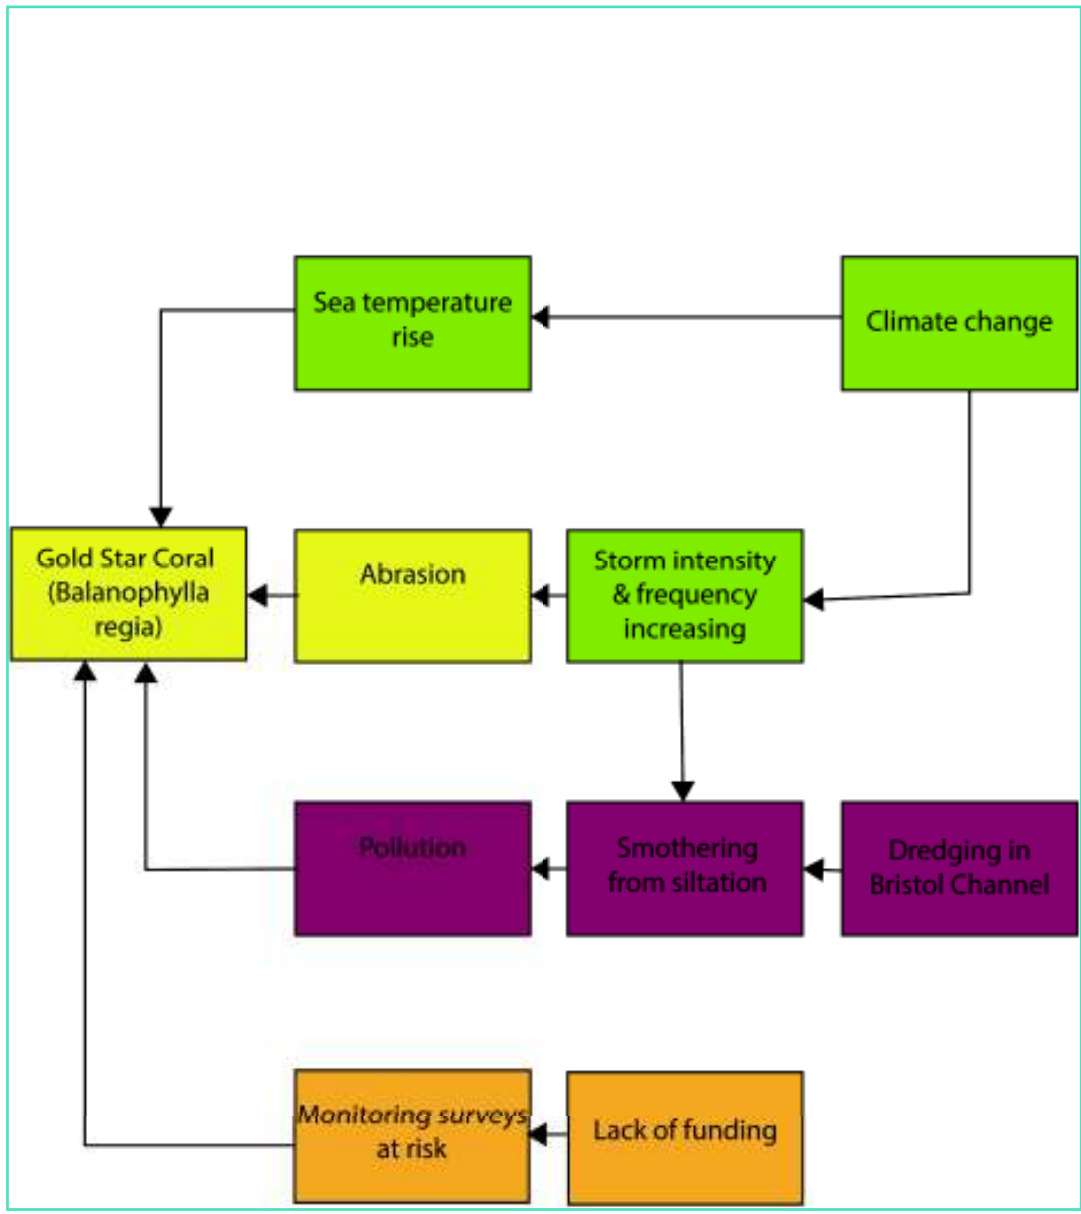 Sea temperature
rise
Climate change
Gold Star Coral
(Balanophylla
regia)
Abrasion
Storm intensity
& frequency
increasing
Pollution
Smothering
from siltation
Dredging in
Bristol Channel
Monitoring surveys
at risk
Lack of funding